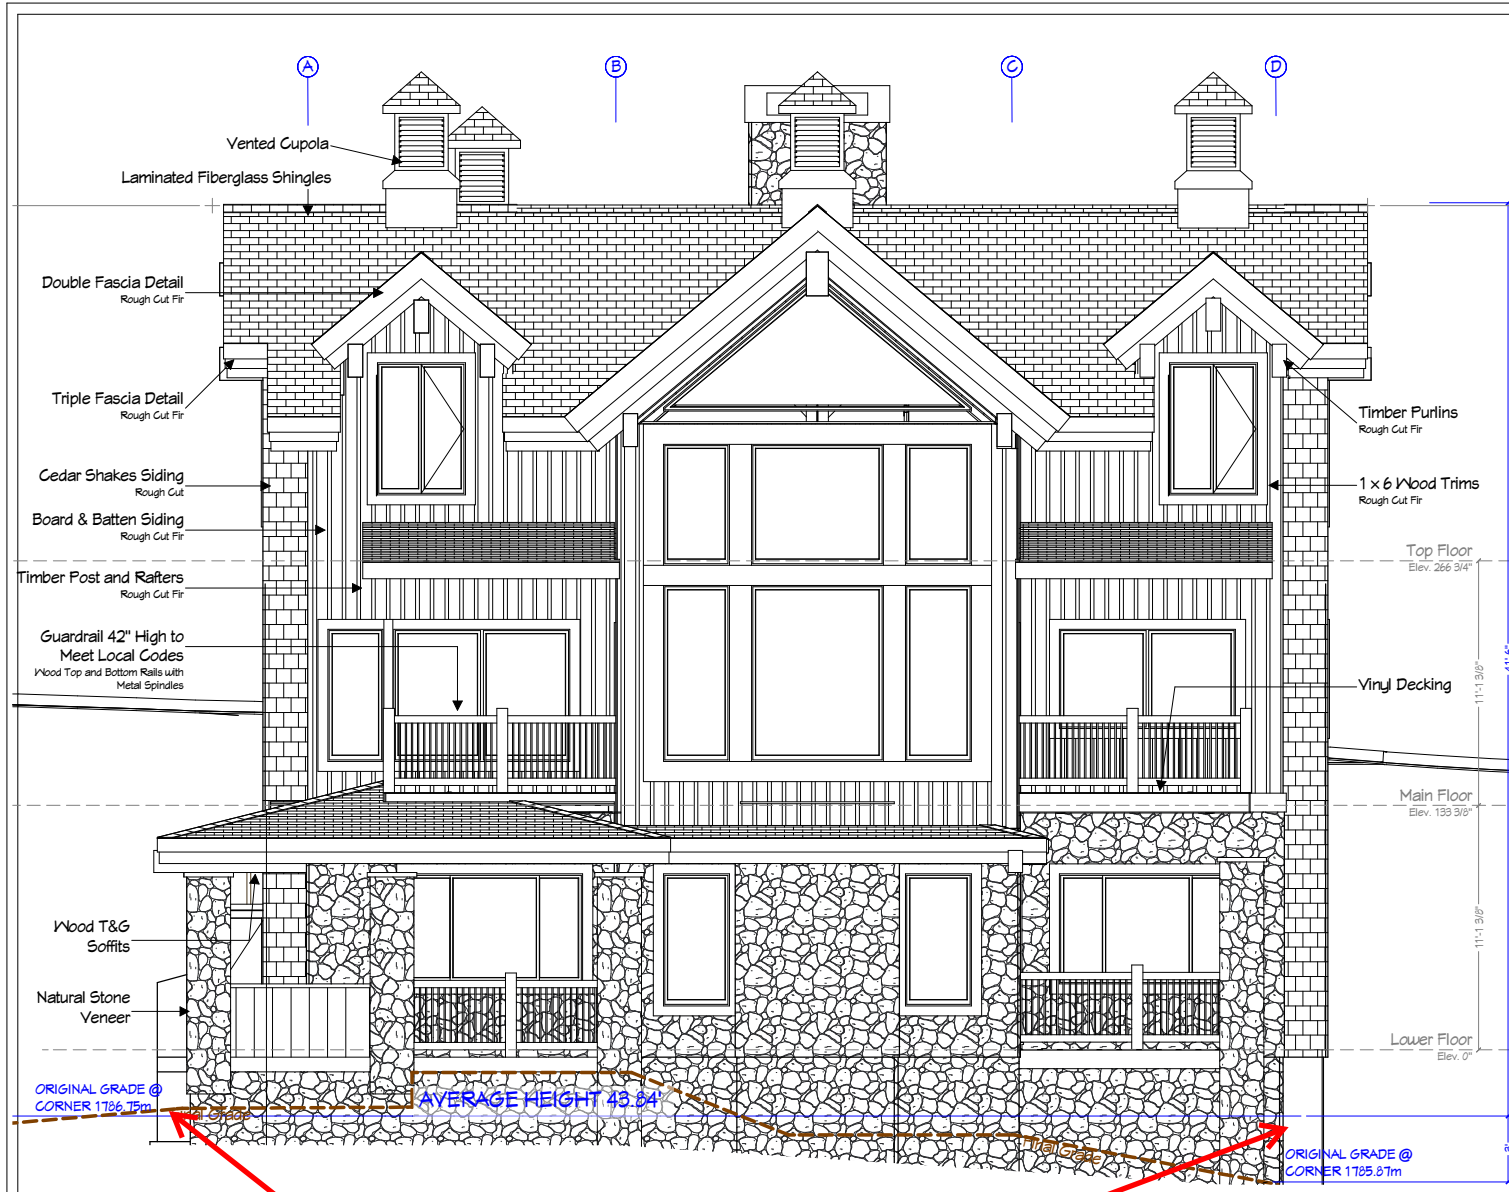 A
B
C
D
Vented Cupola
Laminated Fiberglass Shingles
Double Fascia Detail
Rough Cut Fir
Triple Fascia Detail
Rough Cut Fir
Timber Purlins
Rough Cut Fir
Cedar Shakes Siding
Rough Cut
1 x 6 Wood Trims
Rough Cut Fir
Board & Batten Siding
Rough Cut Fir
Top Floor
Elev. 266 3/4"
Timber Post and Rafters
Rough Cut Fir
Guardrail 42" High to
Meet Local Codes
Wood Top and Bottom Rails with
Metal Spindles
11'-1 3/8"
Vinyl Decking
Main Floor
Elev. 133 3/8"
Wood T&G
Soffits
11'-1 3/8"
Natural Stone
Veneer
Lower Floor
Elev. 0"
ORIGINAL GRADE @
CORNER 1786.75m
AVERAGE HEIGHT 43.84'
Grade
Final Grade
ORIGINAL GRADE @
CORNER 1785.87m